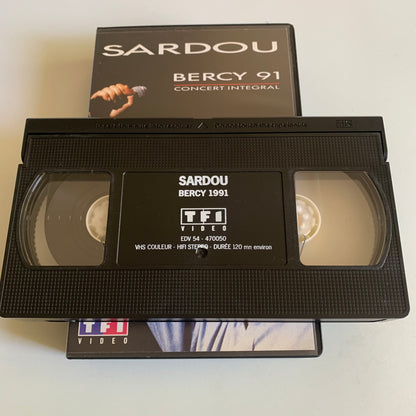 SARDOU
BERCY 91
CONCERT INTEGRAL
VHS
SARDOU
BERCY 1991
TF1
VIDEO
EDV 54 - 470050
VHS COULEUR - HIFI STEREO - DURÉE 120 mn environ
TF1
VIDEO